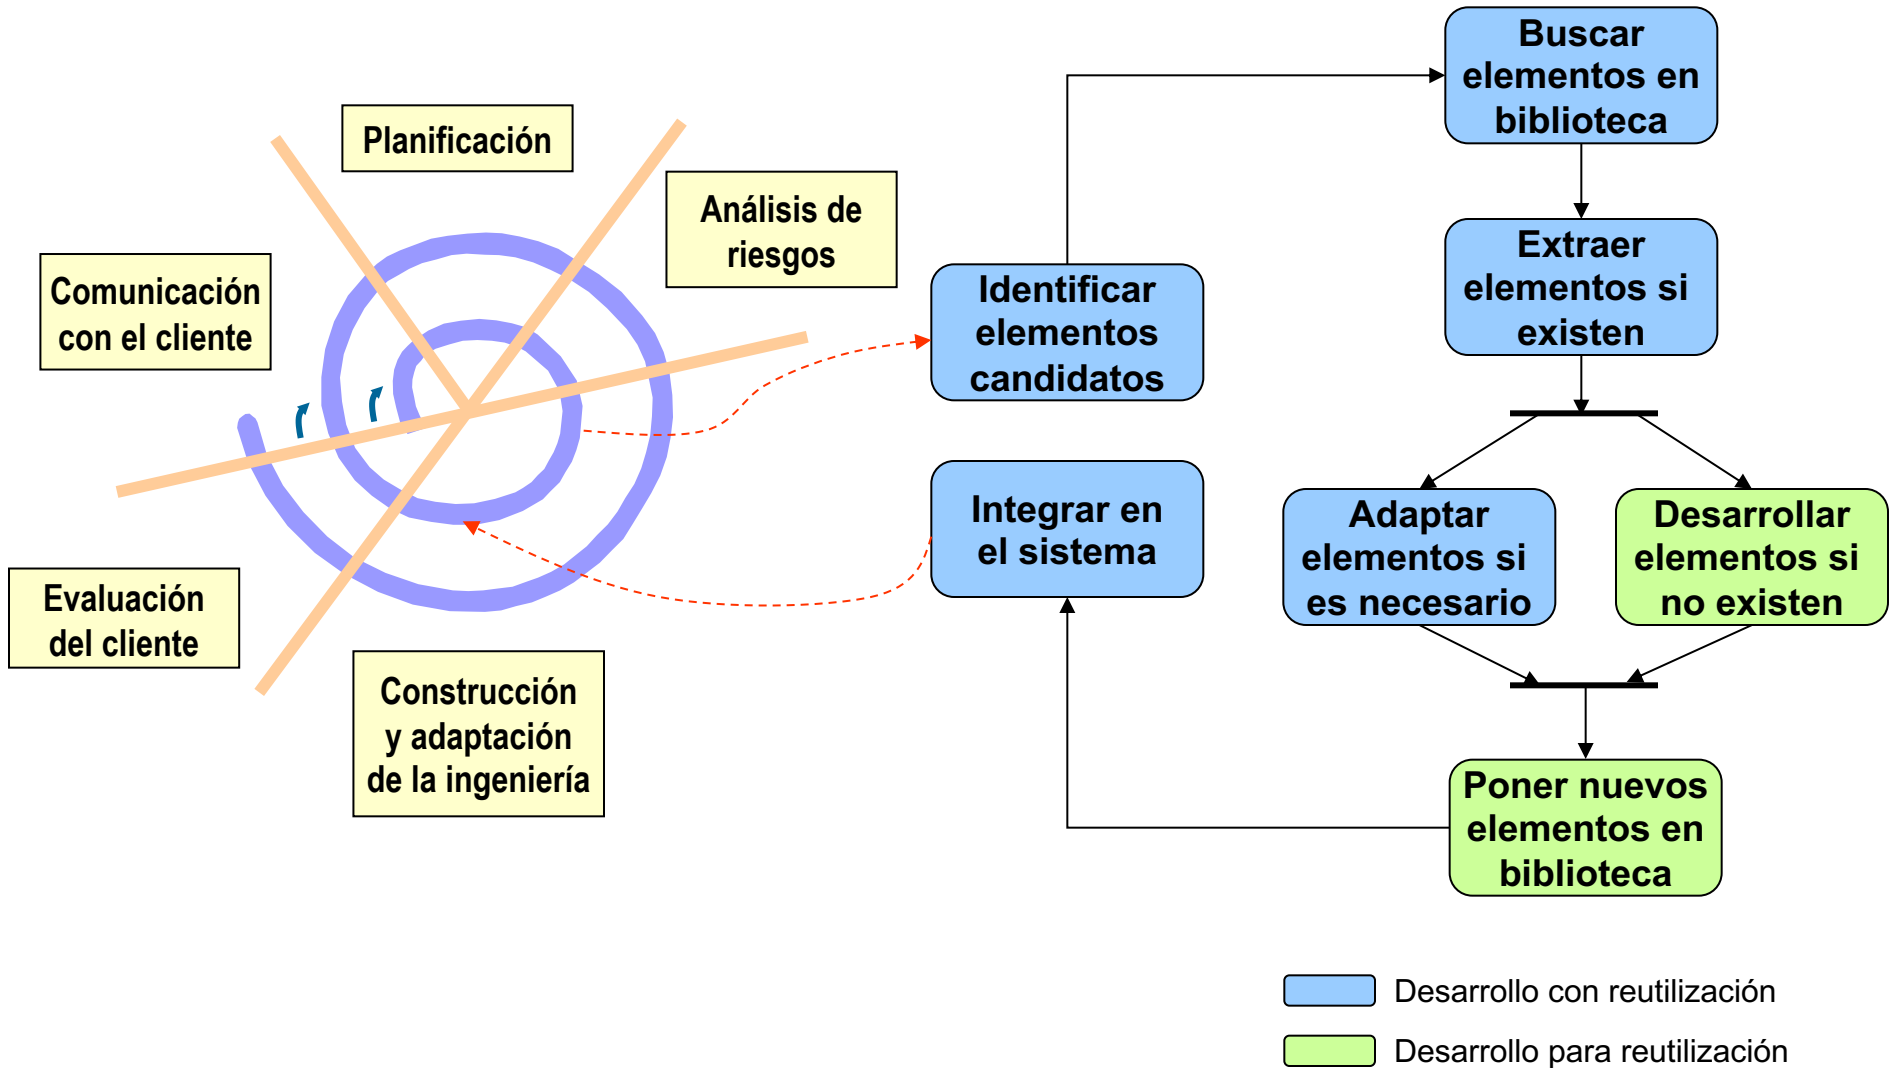 Planificación
Análisis de
riesgos
Comunicación
con el cliente
Evaluación
del cliente
Construcción
y adaptación
de la ingeniería
Identificar
elementos
candidatos
Buscar
elementos en
biblioteca
Extraer
elementos si
existen
Adaptar
elementos si
es necesario
Desarrollar
elementos si
no existen
Poner nuevos
elementos en
biblioteca
Integrar en
el sistema
Desarrollo con reutilización
Desarrollo para reutilización